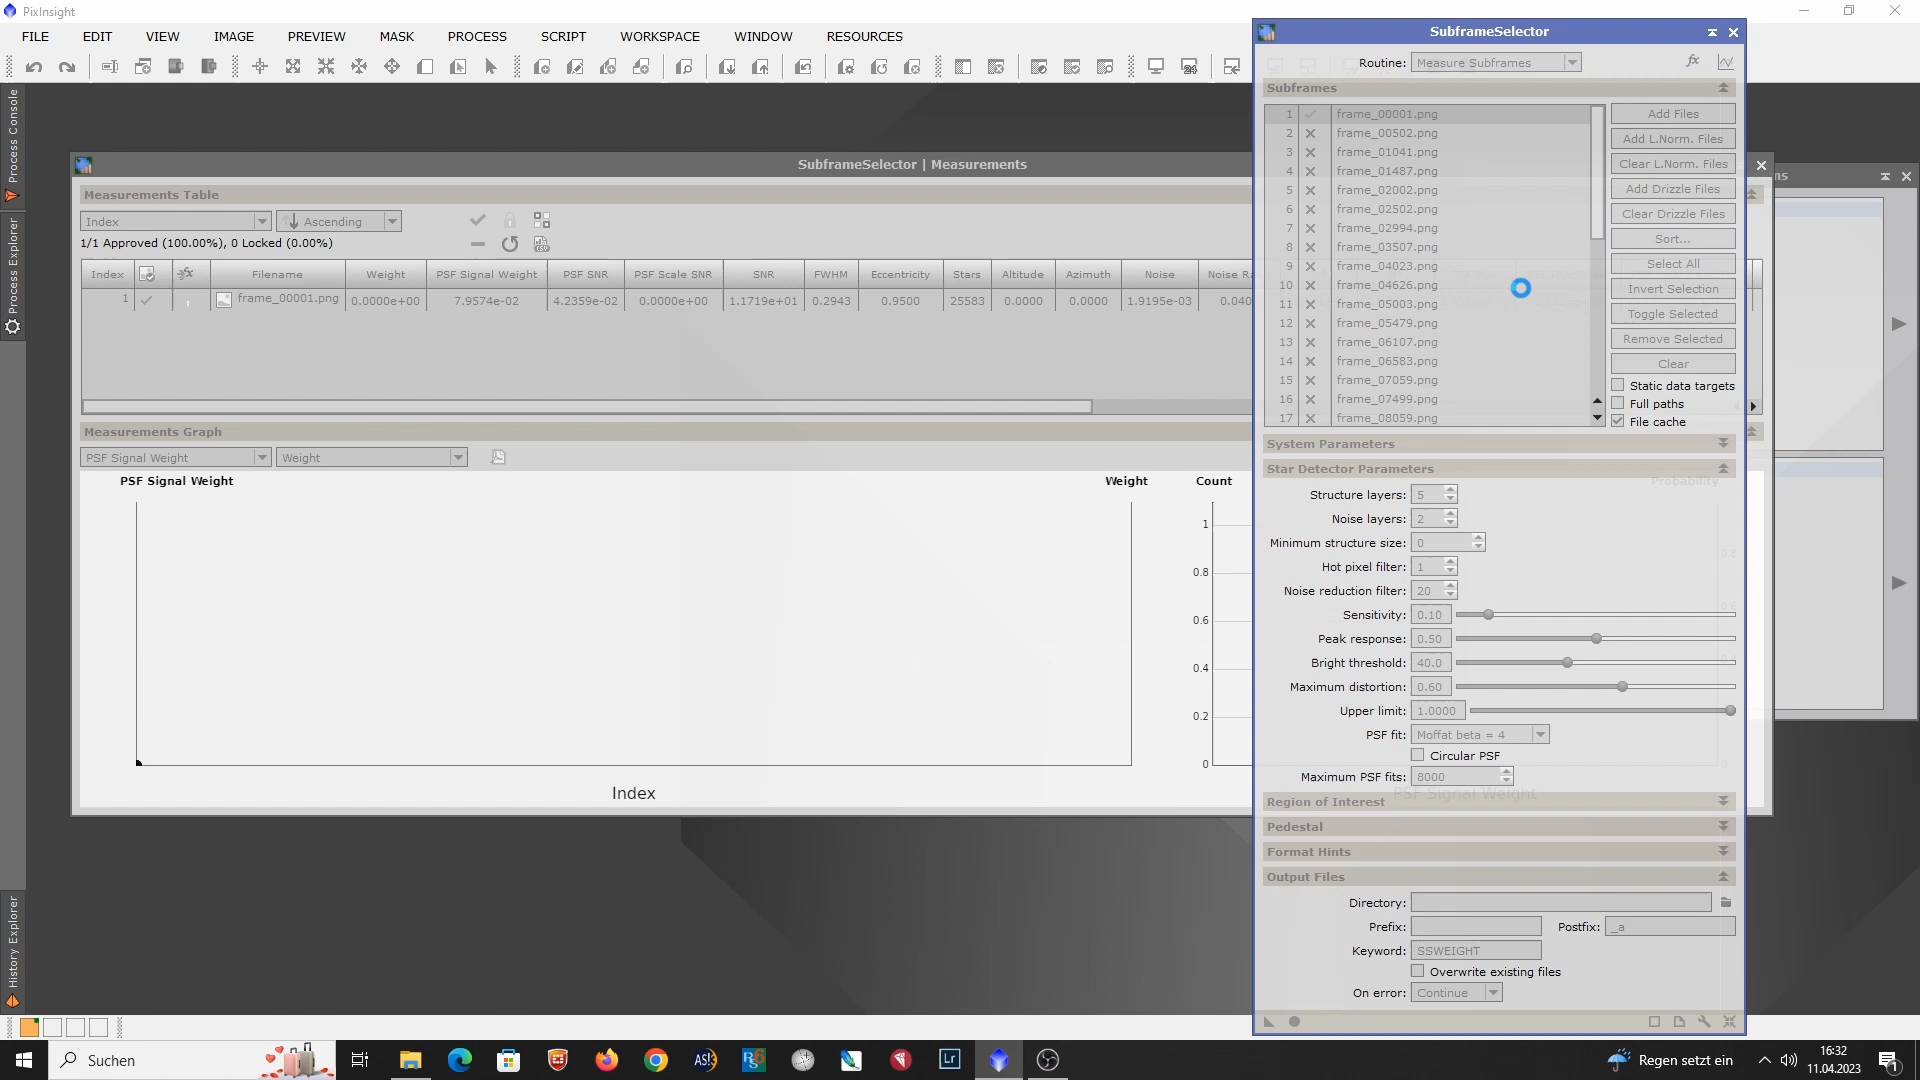 PixInsight
FILE EDIT VIEW IMAGE PREVIEW MASK PROCESS SCRIPT WORKSPACE WINDOW RESOURCES
Process Console
Process Explorer
History Explorer
SubframeSelector | Measurements
Measurements Table
Index Ascending
1/1 Approved (100.00%), 0 Locked (0.00%)
Index Filename Weight PSF Signal Weight PSF SNR PSF Scale SNR SNR FWHM Eccentricity Stars Altitude Azimuth Noise Noise Ra
1 frame_00001.png 0.0000e+00 7.9574e-02 4.2359e-02 0.0000e+00 1.1719e+01 0.2943 0.9500 25583 0.0000 0.0000 1.9195e-03 0.040
Measurements Graph
PSF Signal Weight Weight
PSF Signal Weight Weight Count Probability
1
0.8
0.6
0.4
0.2
0
Index
PSF Signal Weight
ns
SubframeSelector
Routine: Measure Subframes
Subframes
1 frame_00001.png
2 frame_00502.png
3 frame_01041.png
4 frame_01487.png
5 frame_02002.png
6 frame_02502.png
7 frame_02994.png
8 frame_03507.png
9 frame_04023.png
10 frame_04626.png
11 frame_05003.png
12 frame_05479.png
13 frame_06107.png
14 frame_06583.png
15 frame_07059.png
16 frame_07499.png
17 frame_08059.png
Add Files
Add L.Norm. Files
Clear L.Norm. Files
Add Drizzle Files
Clear Drizzle Files
Sort...
Select All
Invert Selection
Toggle Selected
Remove Selected
Clear
Static data targets
Full paths
File cache
System Parameters
Star Detector Parameters
Structure layers: 5
Noise layers: 2
Minimum structure size: 0
Hot pixel filter: 1
Noise reduction filter: 20
Sensitivity: 0.10
Peak response: 0.50
Bright threshold: 40.0
Maximum distortion: 0.60
Upper limit: 1.0000
PSF fit: Moffat beta = 4
Circular PSF
Maximum PSF fits: 8000
Region of Interest
Pedestal
Format Hints
Output Files
Directory:
Prefix: Postfix: _a
Keyword: SSWEIGHT
Overwrite existing files
On error: Continue
Suchen
AS!3
R6
Lr
Regen setzt ein
16:32
11.04.2023
1